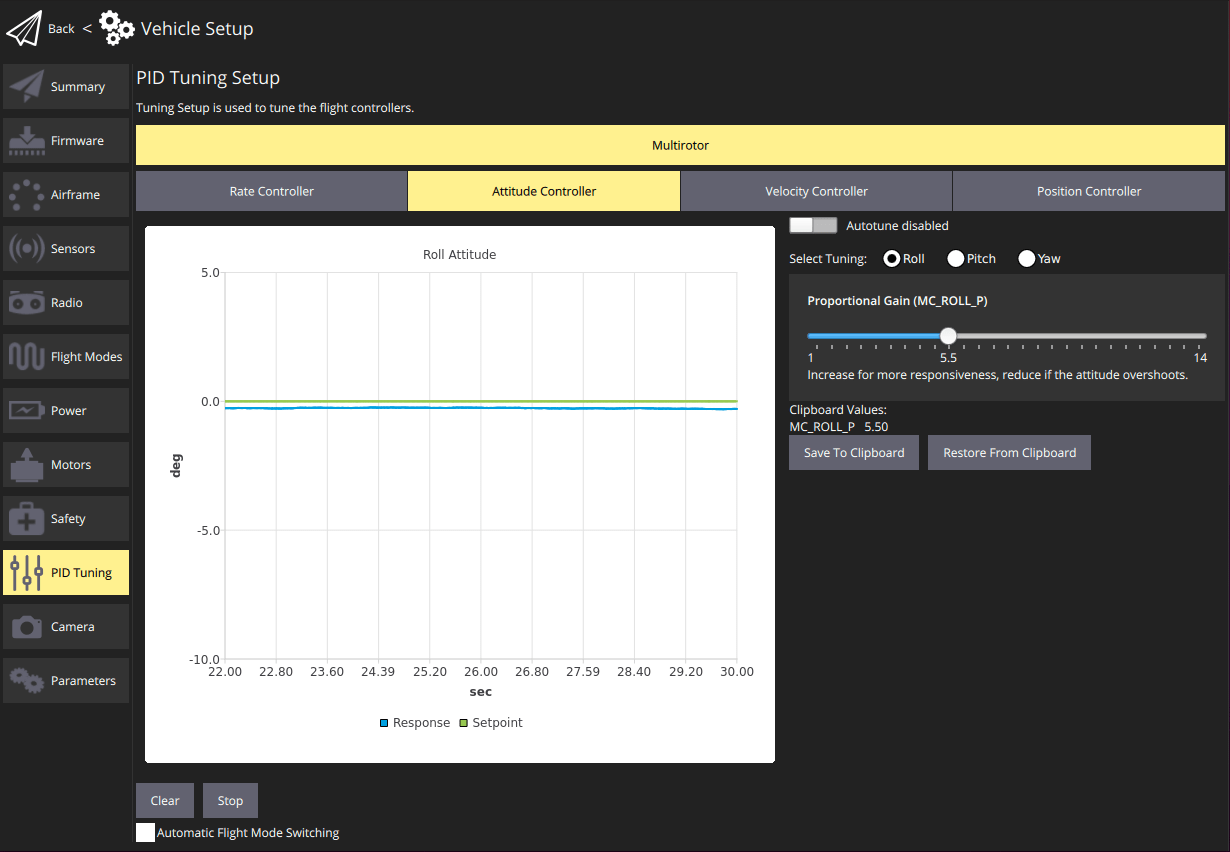 Back < Vehicle Setup
Summary
Firmware
Airframe
Sensors
Radio
Flight Modes
Power
Motors
Safety
PID Tuning
Camera
Parameters
PID Tuning Setup
Tuning Setup is used to tune the flight controllers.
Multirotor
Rate Controller Attitude Controller Velocity Controller Position Controller
Roll Attitude
5.0
0.0
-5.0
-10.0
deg
22.00 22.80 23.60 24.39 25.20 26.00 26.80 27.59 28.40 29.20 30.00
sec
Response Setpoint
Autotune disabled
Select Tuning: Roll Pitch Yaw
Proportional Gain (MC_ROLL_P)
1 5.5 14
Increase for more responsiveness, reduce if the attitude overshoots.
Clipboard Values:
MC_ROLL_P 5.50
Save To Clipboard Restore From Clipboard
Clear Stop
Automatic Flight Mode Switching